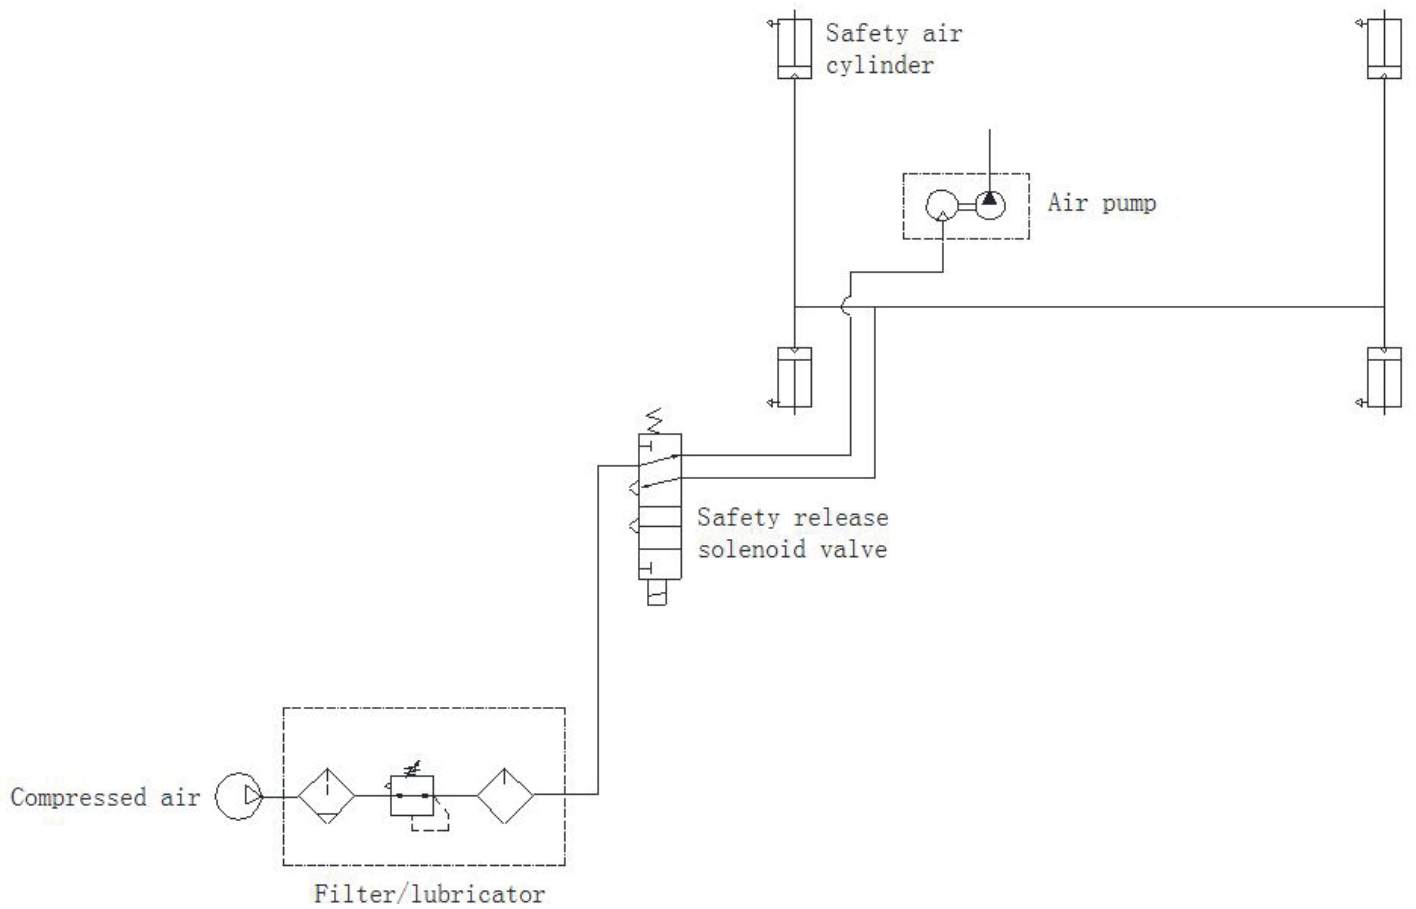 Safety air
cylinder
Air pump
Safety release
solenoid valve
Compressed air
Filter/lubricator